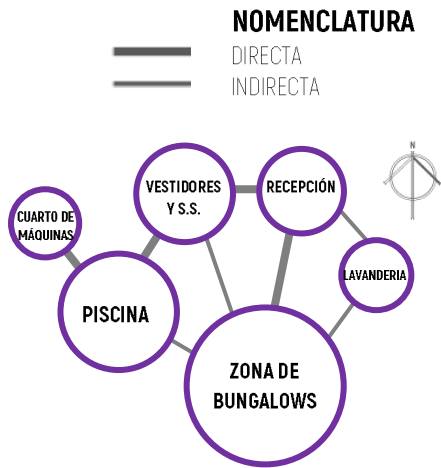 NOMENCLATURA
DIRECTA
INDIRECTA
N
VESTIDORES
Y S.S.
RECEPCIÓN
CUARTO DE
MÁQUINAS
LAVANDERIA
PISCINA
ZONA DE
BUNGALOWS